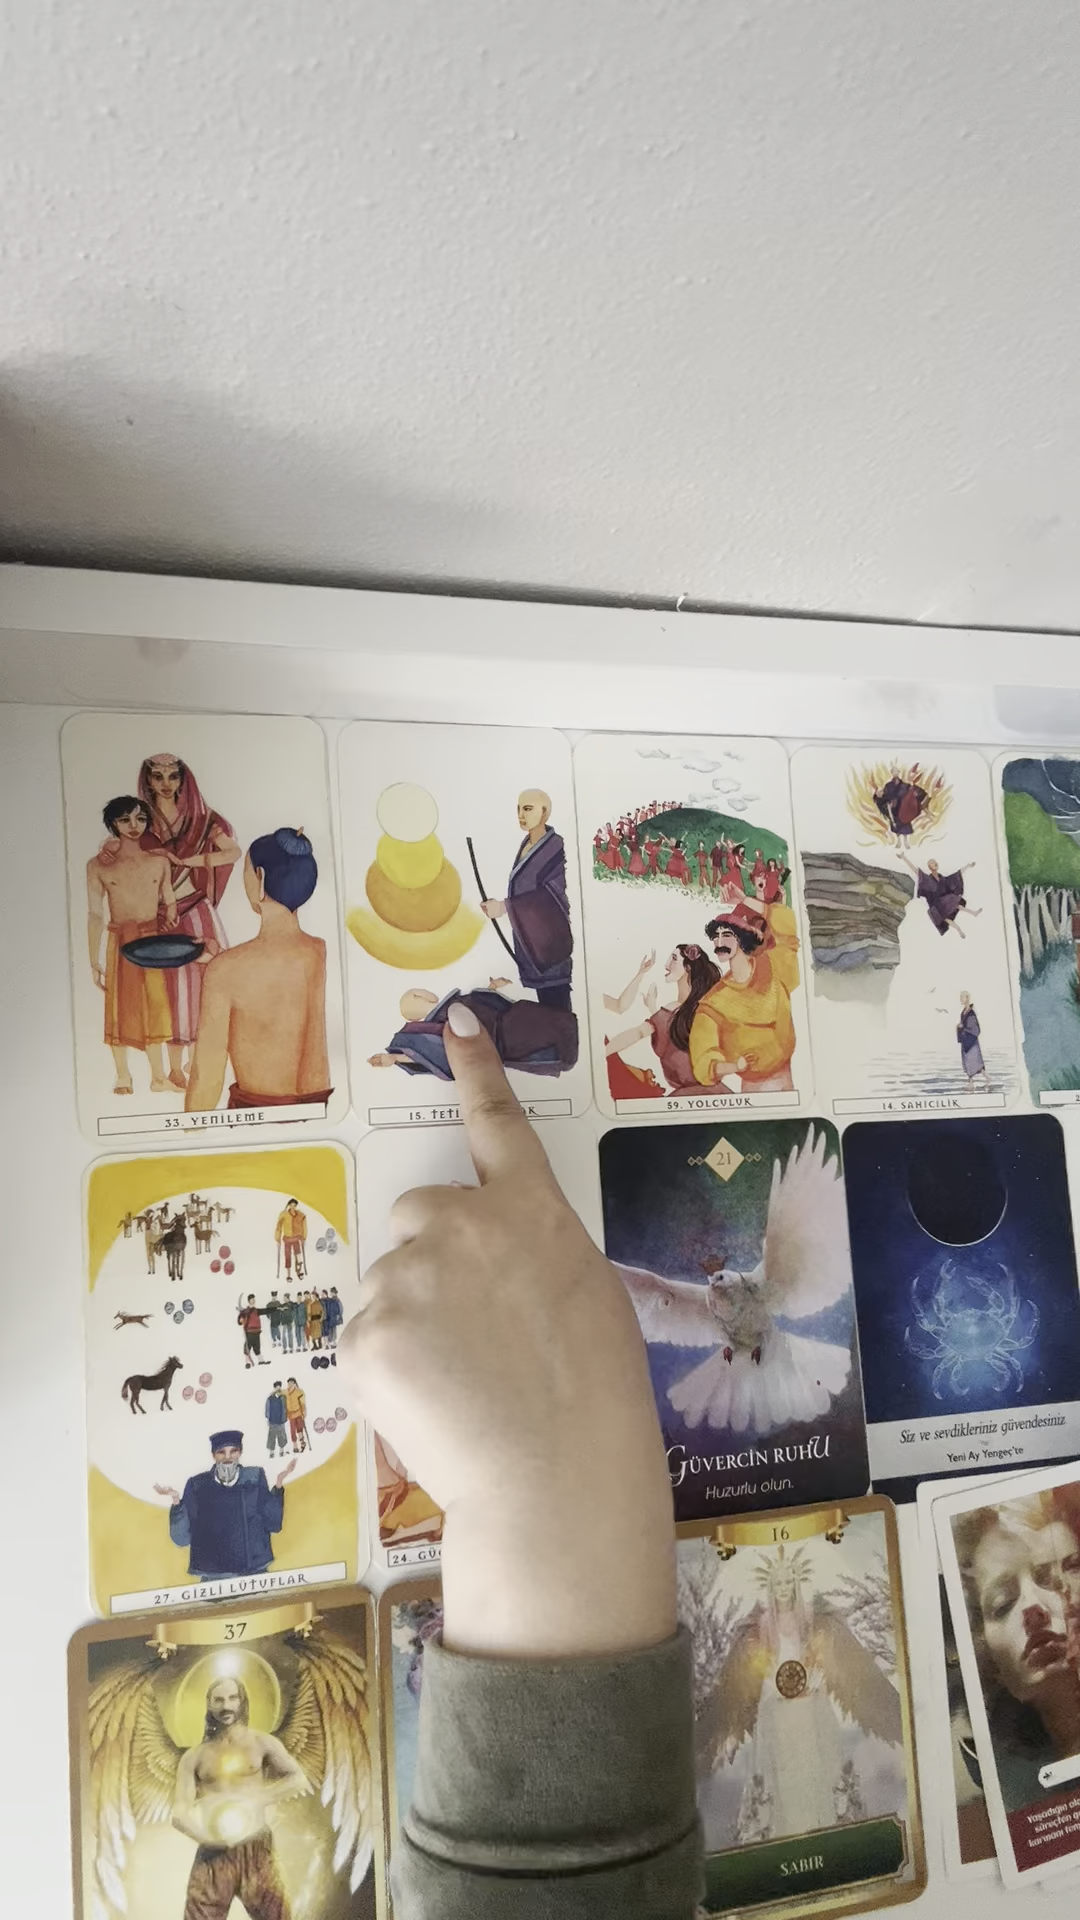 33. YENİLEME
59. YOLCULUK
14. SAHİCİLİK
21
GÜVERCİN RUHU
Huzurlu olun.
Siz ve sevdikleriniz güvendesiniz
Yeni Ay Yengeç'te
27. GİZLİ LÜTUFLAR
24.
37
16
SABIR